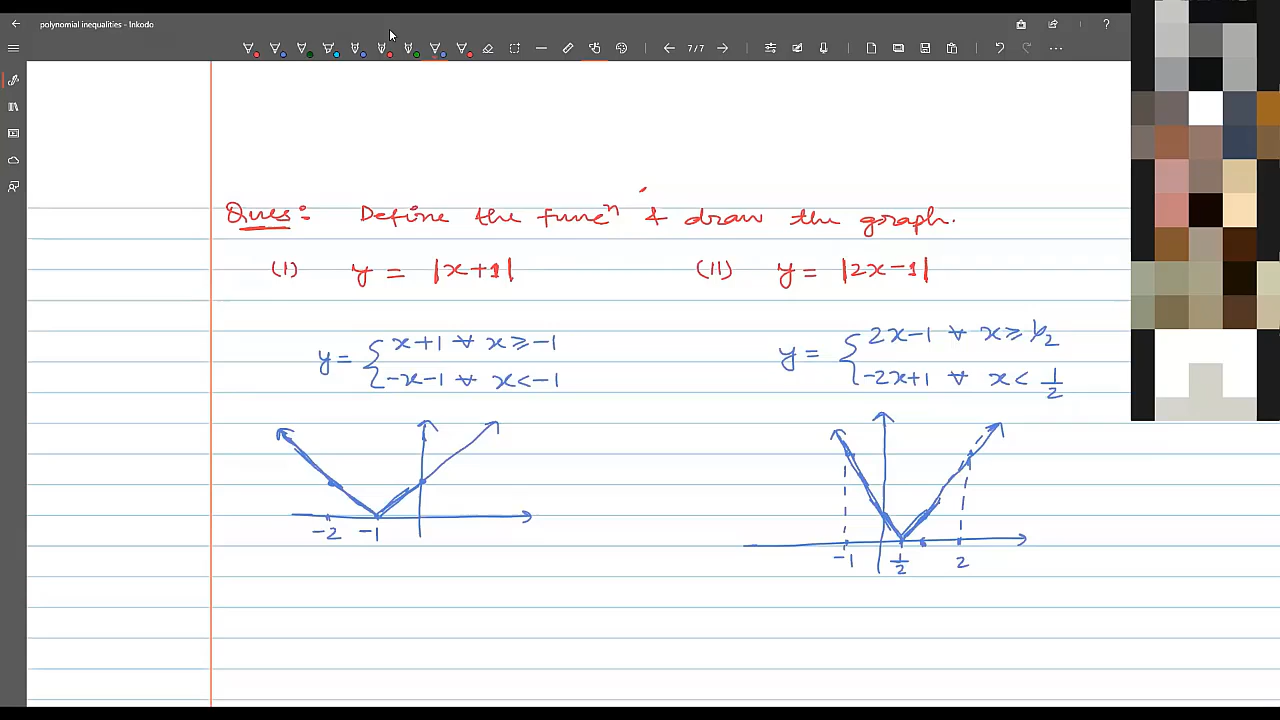 polynomial inequalities - Inkodo
7/7
?
Ques: Define the funcⁿ & draw the graph.
(I) y = |x+1| (II) y = |2x-1|
y = { x+1 ∀ x ≥ -1
-x-1 ∀ x < -1
y = { 2x-1 ∀ x ≥ 1/2
-2x+1 ∀ x < 1/2
-2 -1
-1 1/2 2